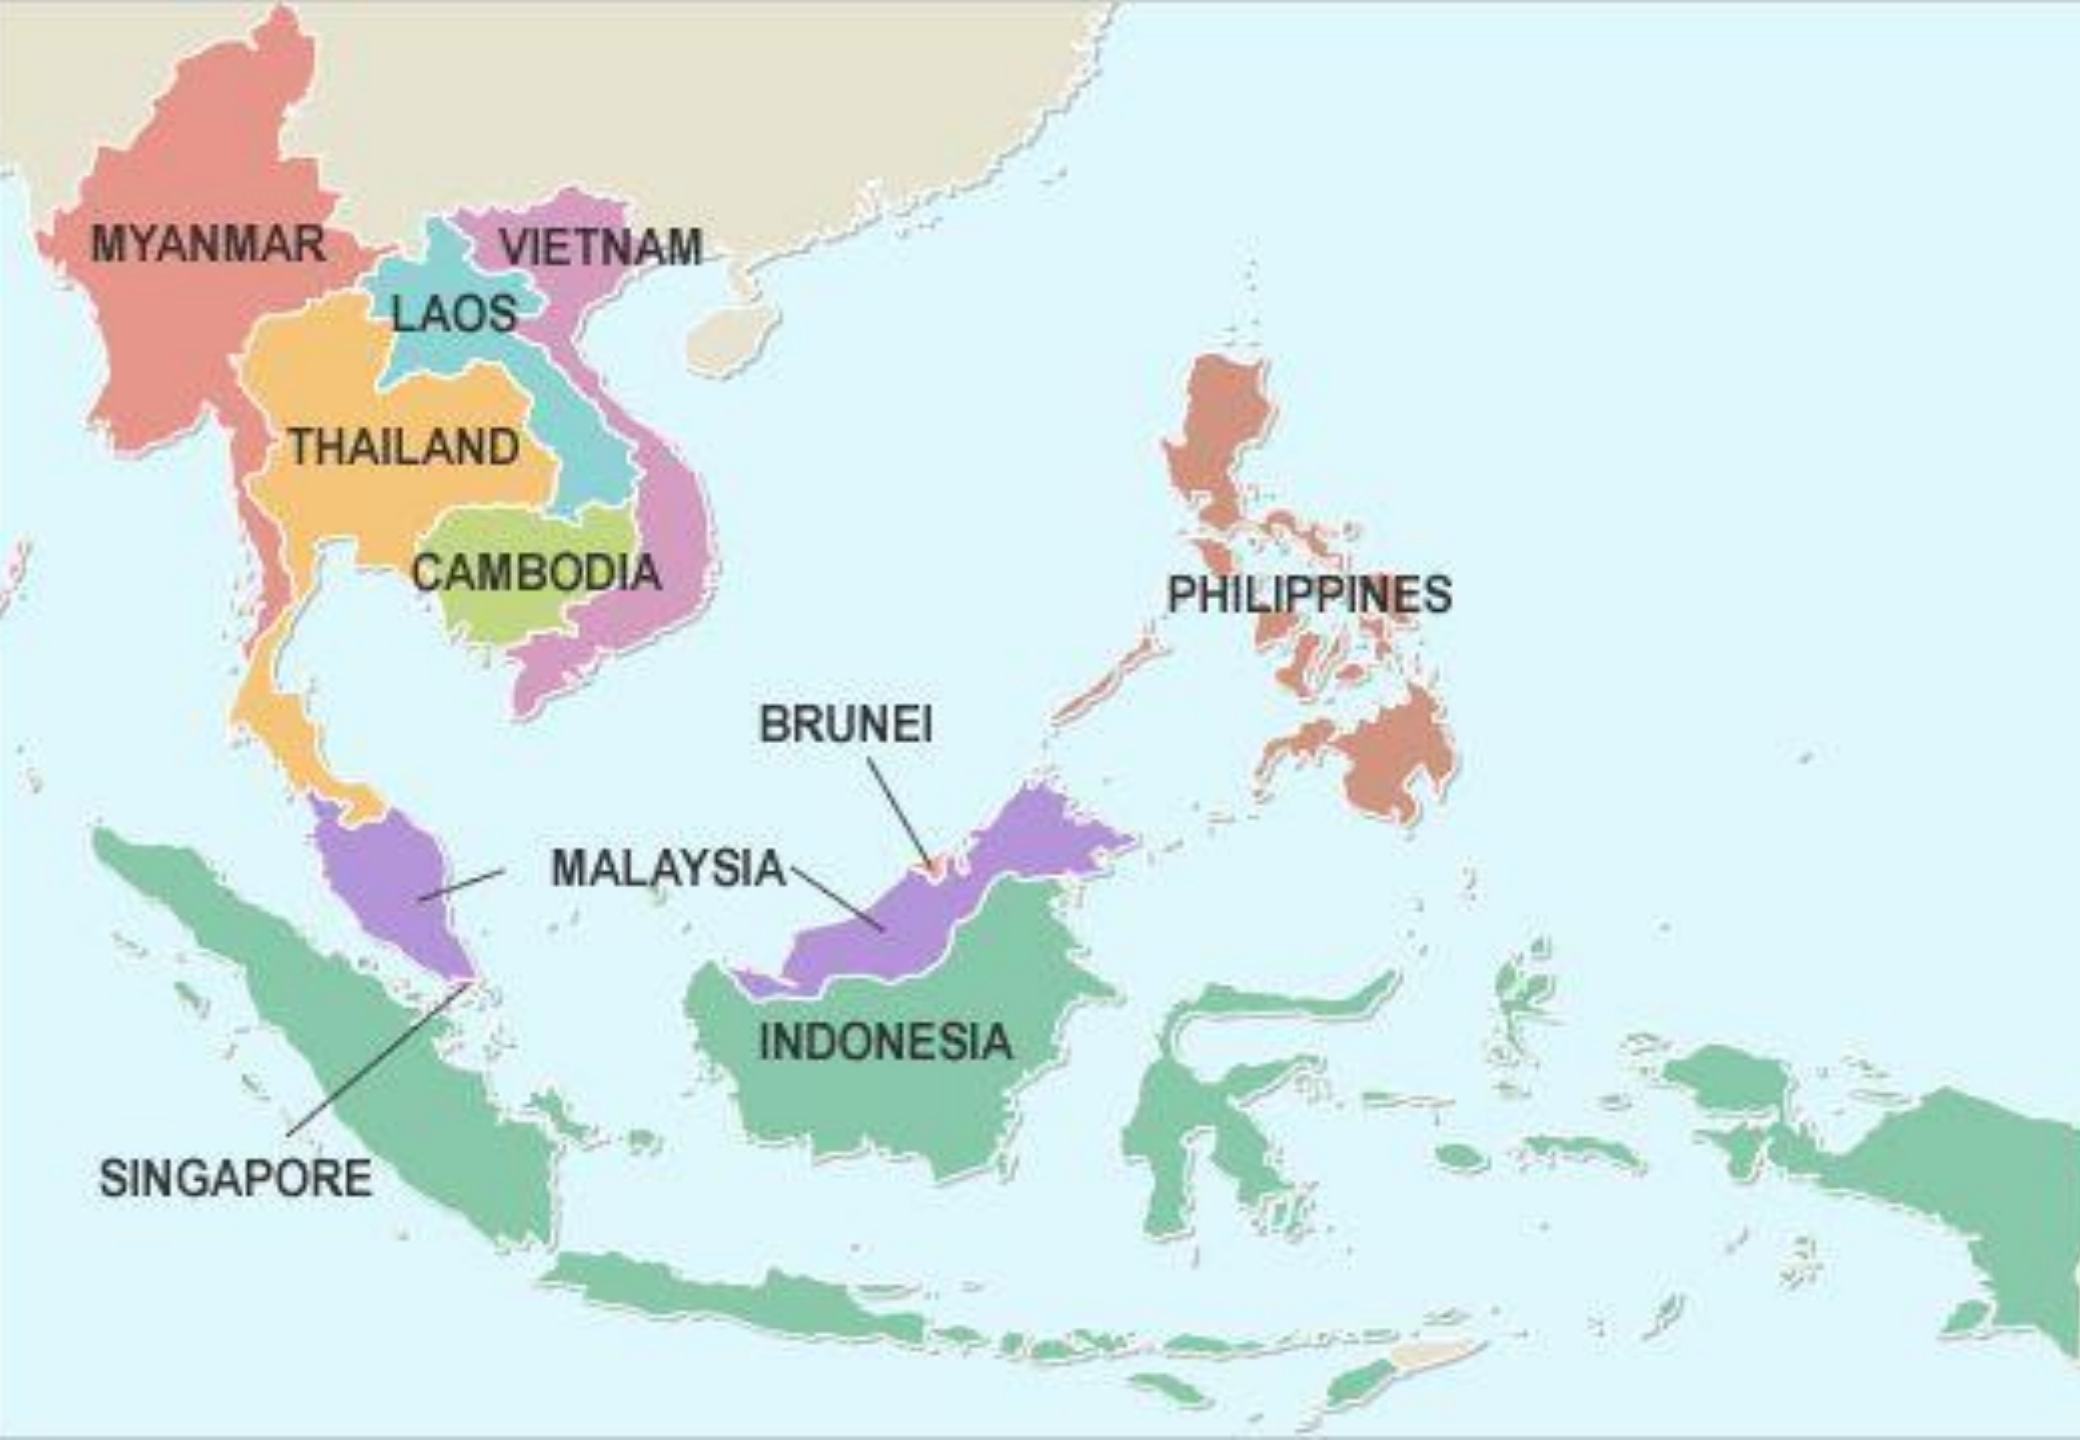 MYANMAR
VIETNAM
LAOS
THAILAND
CAMBODIA
PHILIPPINES
BRUNEI
MALAYSIA
INDONESIA
SINGAPORE